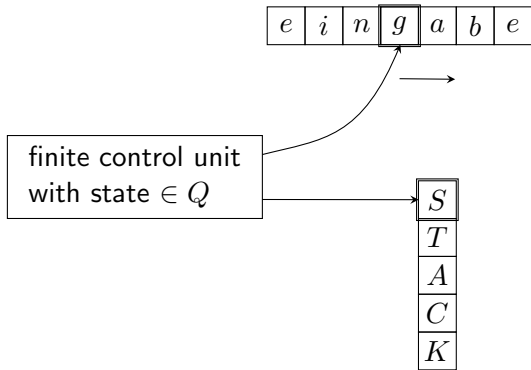 e i n g a b e
finite control unit
with state ∈ Q
S
T
A
C
K